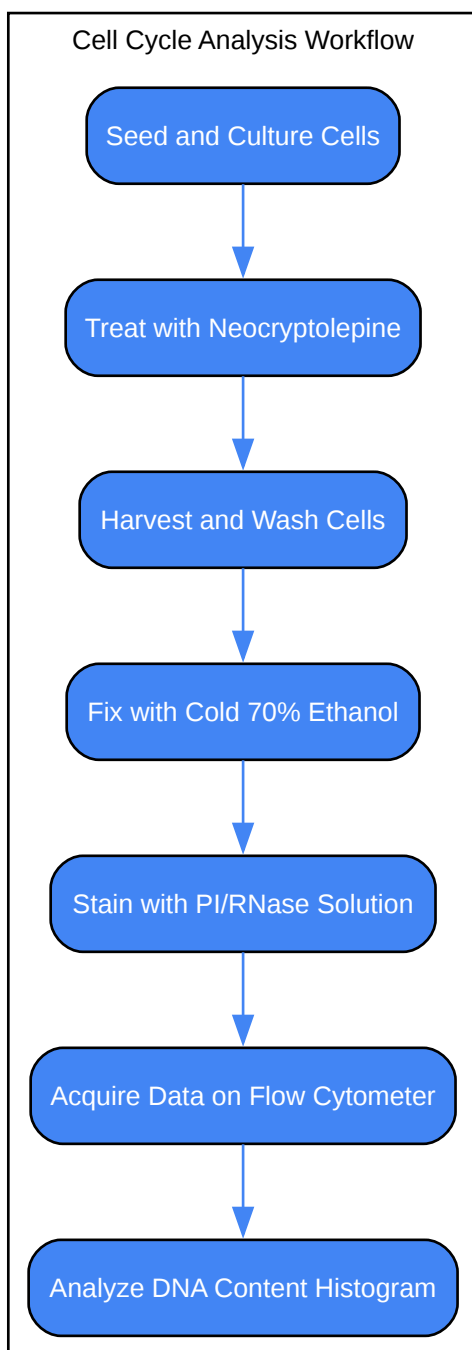 Cell Cycle Analysis Workflow
Seed and Culture Cells
Treat with Neocryptolepine
Harvest and Wash Cells
Fix with Cold 70% Ethanol
Stain with PI/RNase Solution
Acquire Data on Flow Cytometer
Analyze DNA Content Histogram